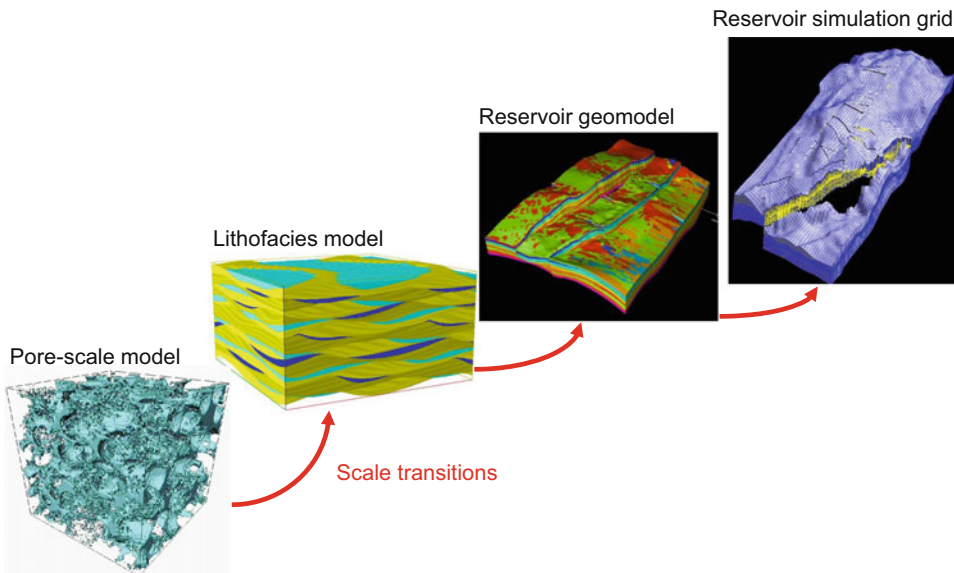 Reservoir simulation grid
Reservoir geomodel
Lithofacies model
Pore-scale model
Scale transitions